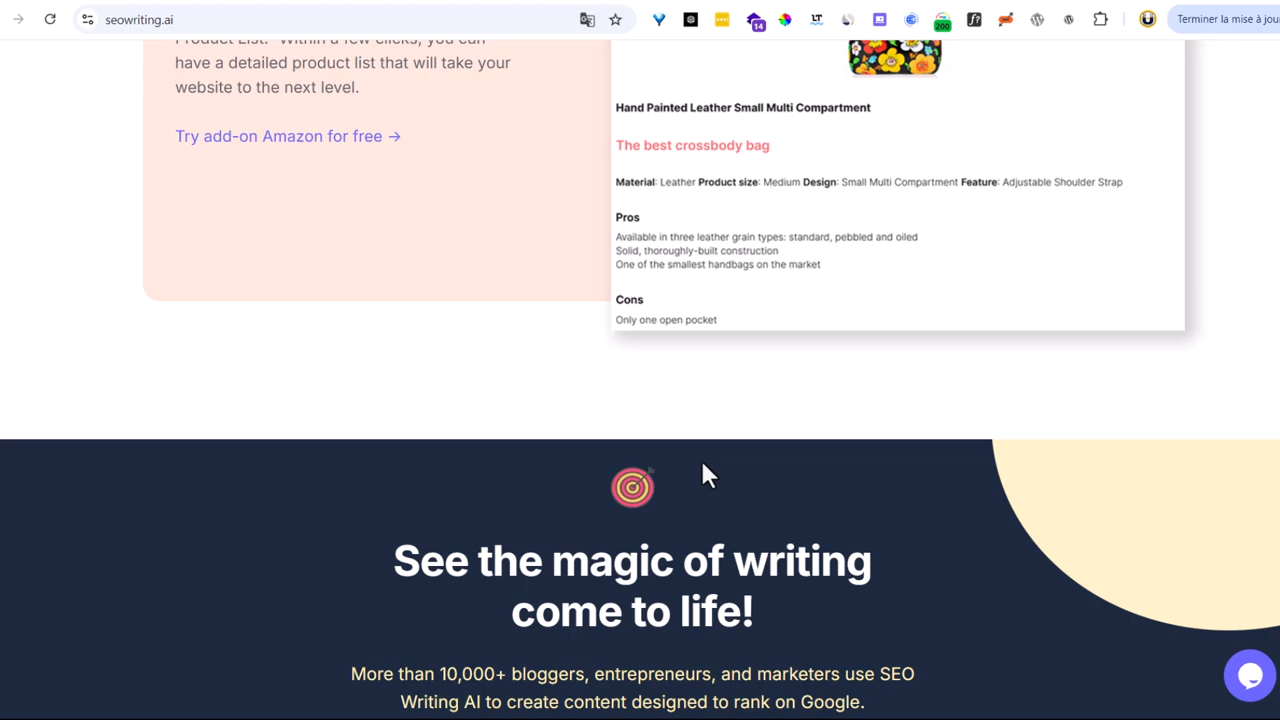 seowriting.ai
14
LT
200
f?
Terminer la mise à jou
Product List." Within a few clicks, you can
have a detailed product list that will take your
website to the next level.
Try add-on Amazon for free →
Hand Painted Leather Small Multi Compartment
The best crossbody bag
Material: Leather Product size: Medium Design: Small Multi Compartment Feature: Adjustable Shoulder Strap
Pros
Available in three leather grain types: standard, pebbled and oiled
Solid, thoroughly-built construction
One of the smallest handbags on the market
Cons
Only one open pocket
See the magic of writing
come to life!
More than 10,000+ bloggers, entrepreneurs, and marketers use SEO
Writing AI to create content designed to rank on Google.